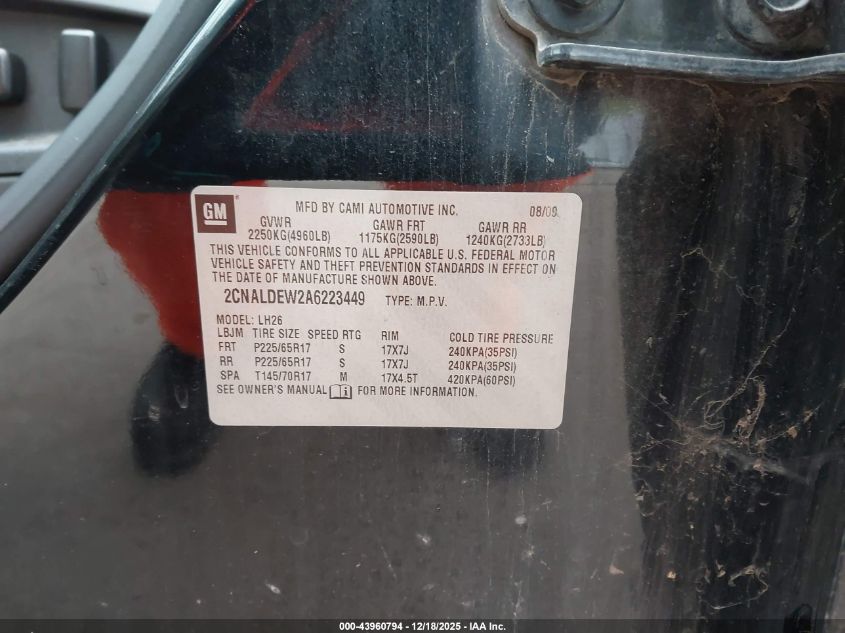 GM
MFD BY CAMI AUTOMOTIVE INC. 08/09
GVWR GAWR FRT GAWR RR
2250KG(4960LB) 1175KG(2590LB) 1240KG(2733LB)
THIS VEHICLE CONFORMS TO ALL APPLICABLE U.S. FEDERAL MOTOR
VEHICLE SAFETY AND THEFT PREVENTION STANDARDS IN EFFECT ON
THE DATE OF MANUFACTURE SHOWN ABOVE.
2CNALDEW2A6223449 TYPE: M.P.V.
MODEL: LH26
LBJM TIRE SIZE SPEED RTG RIM COLD TIRE PRESSURE
FRT P225/65R17 S 17X7J 240KPA(35PSI)
RR P225/65R17 S 17X7J 240KPA(35PSI)
SPA T145/70R17 M 17X4.5T 420KPA(60PSI)
SEE OWNER'S MANUAL FOR MORE INFORMATION.
000-43960794 - 12/18/2025 - IAA Inc.